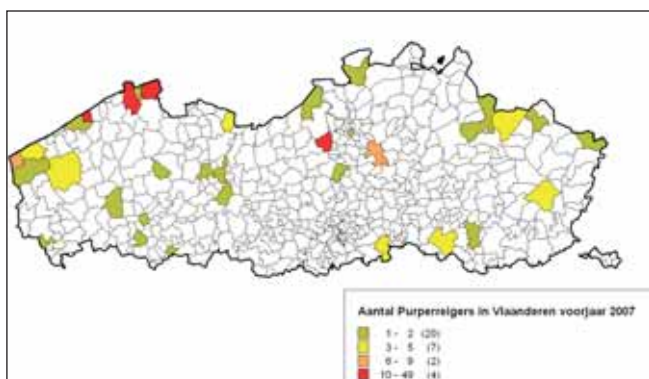 Aantal Purperreigers in Vlaanderen voorjaar 2007
1 - 2 (20)
3 - 5 (7)
6 - 9 (2)
10 - 49 (4)